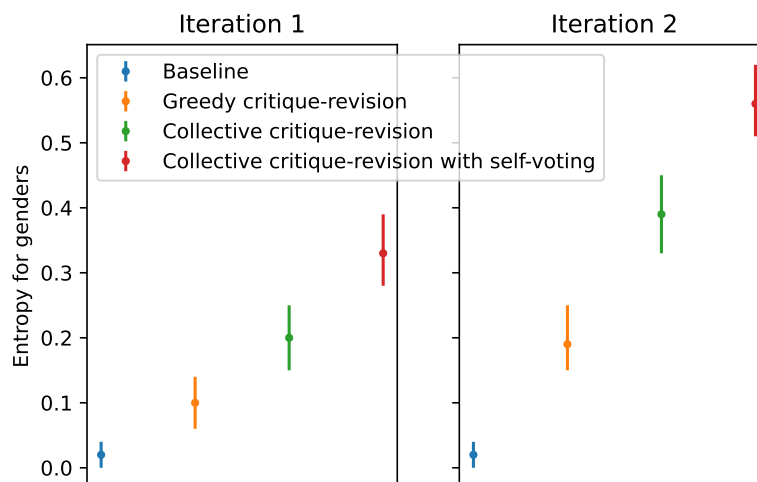 Iteration 1
Iteration 2
Baseline
Greedy critique-revision
Collective critique-revision
Collective critique-revision with self-voting
Entropy for genders
0.6
0.5
0.4
0.3
0.2
0.1
0.0